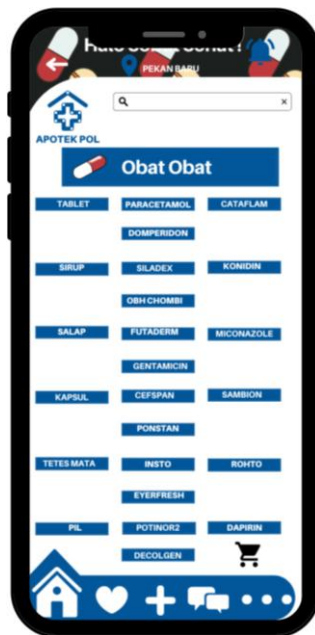 PEKAN BARU
APOTEK POL
Obat Obat
TABLET PARACETAMOL CATAFLAM
DOMPERIDON
SIRUP SILADEX KONIDIN
OBH CHOMBI
SALAP FUTADERM MICONAZOLE
GENTAMICIN
KAPSUL CEFSPAN SAMBION
PONSTAN
TETES MATA INSTO ROHTO
EYERFRESH
PIL POTINOR2 DAPIRIN
DECOLGEN